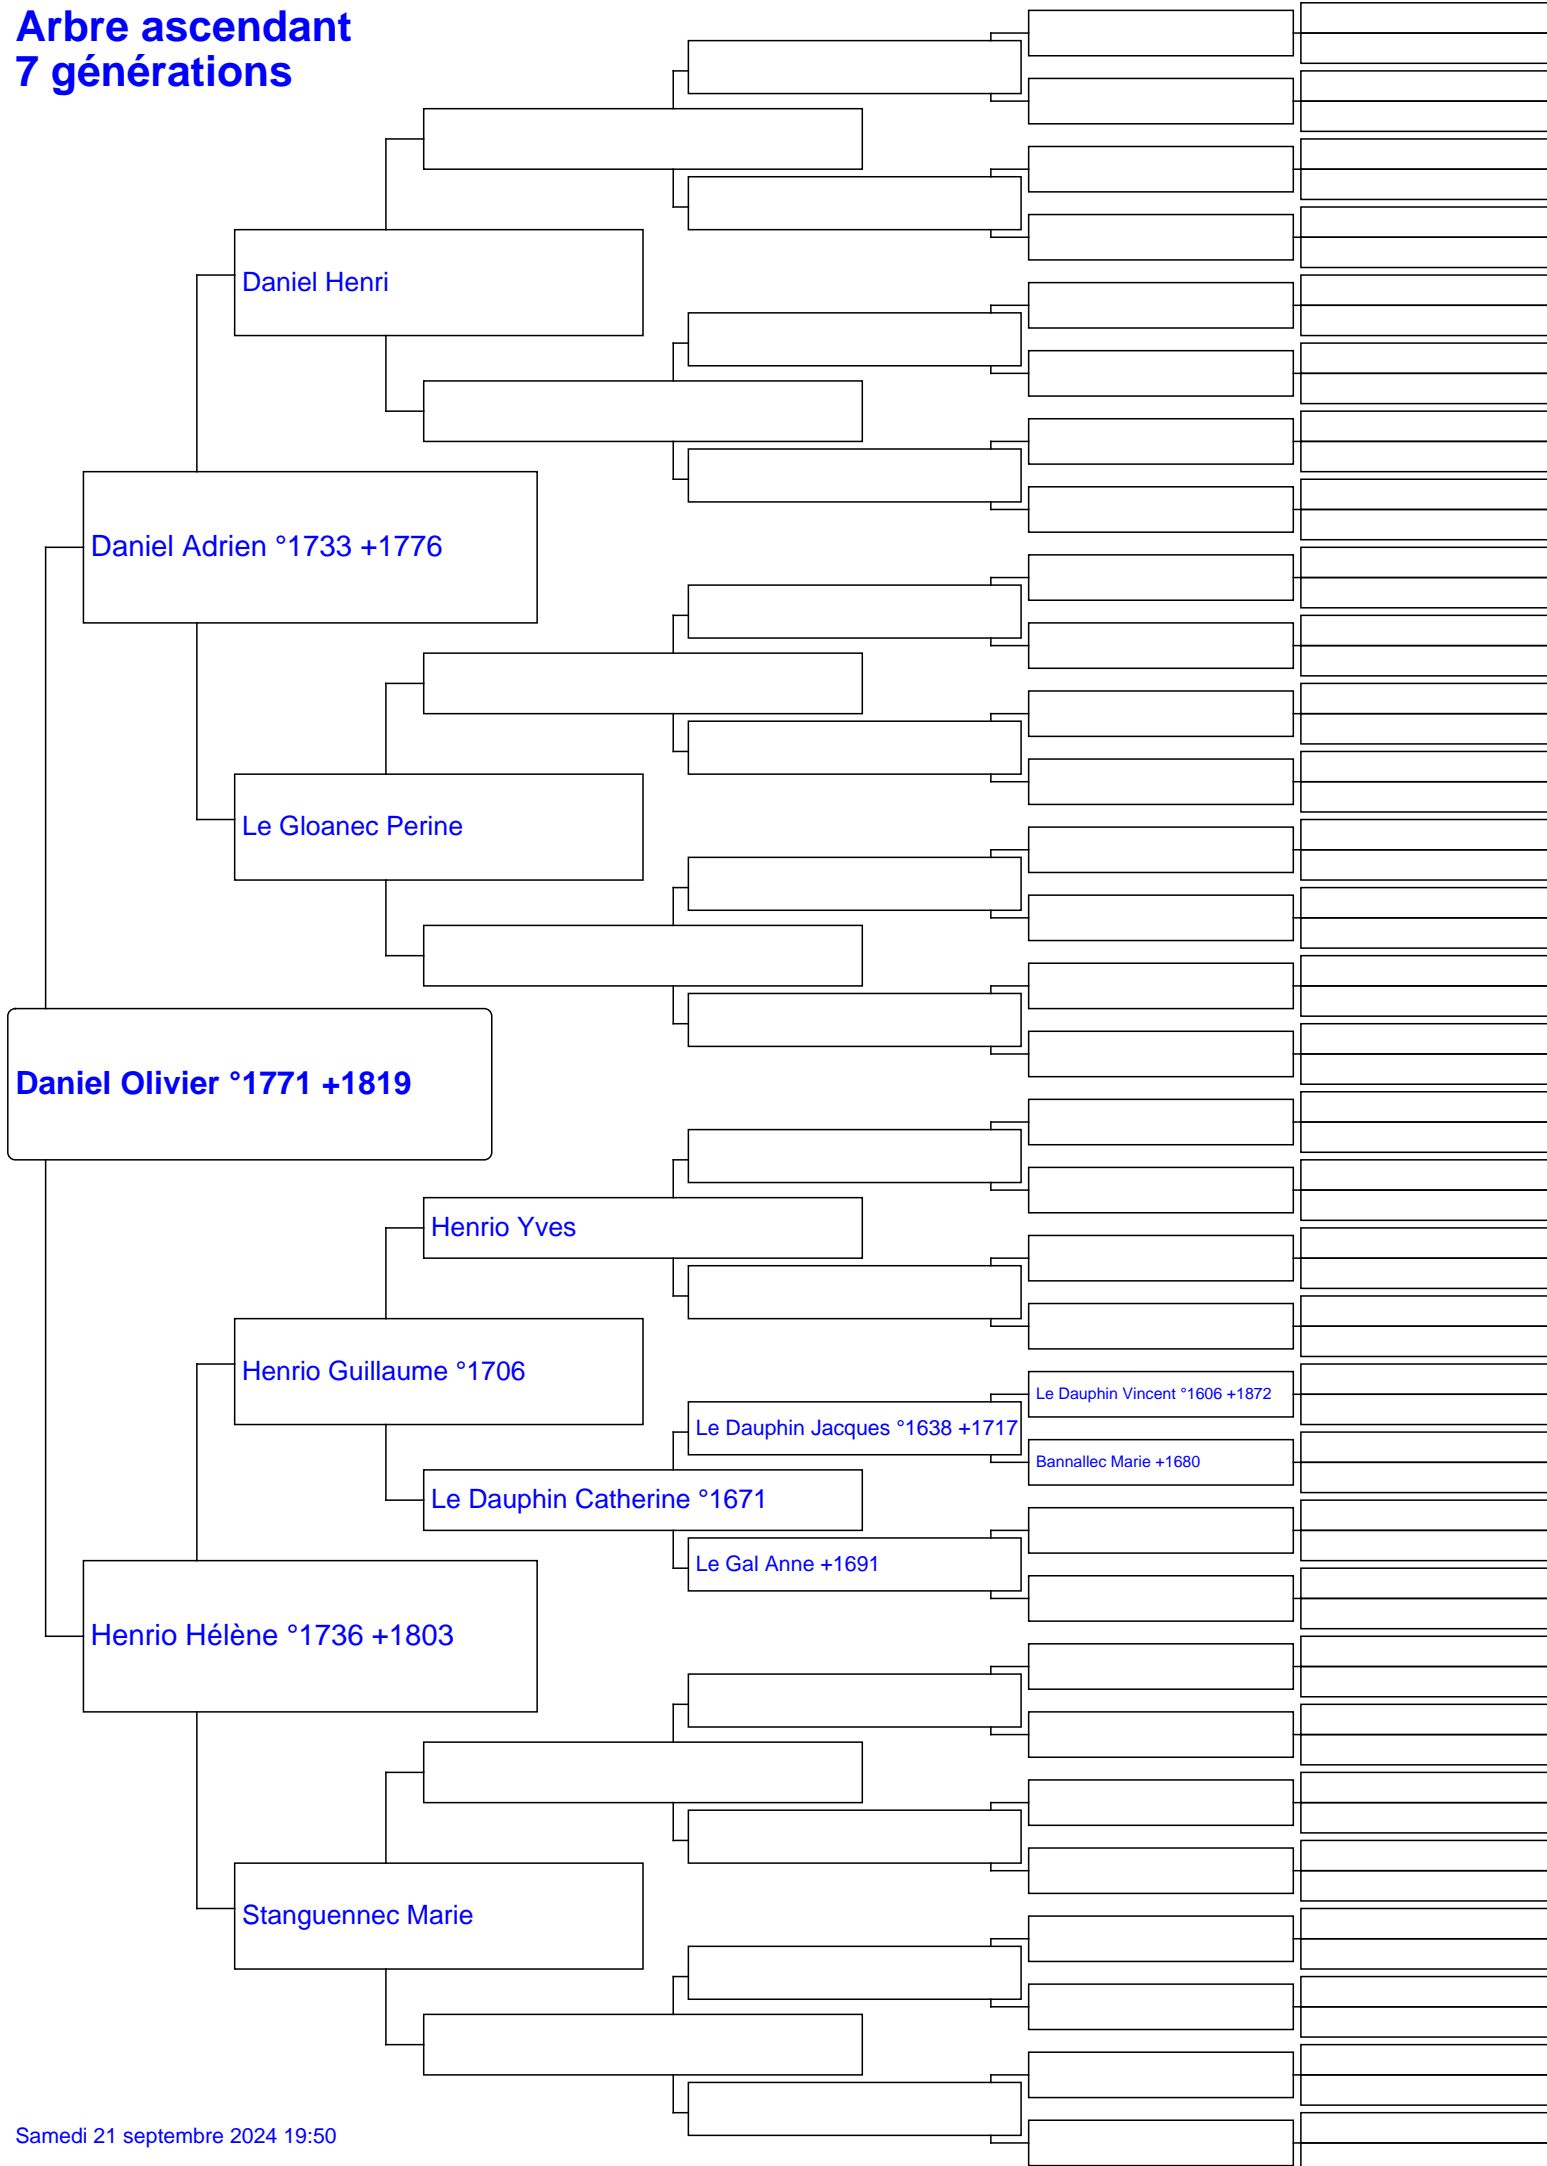 Arbre ascendant
7 générations
Daniel Henri
Daniel Adrien °1733 +1776
Le Gloanec Perine
Daniel Olivier °1771 +1819
Henrio Yves
Henrio Guillaume °1706
Le Dauphin Vincent °1606 +1872
Le Dauphin Jacques °1638 +1717
Bannallec Marie +1680
Le Dauphin Catherine °1671
Le Gal Anne +1691
Henrio Hélène °1736 +1803
Stanguennec Marie
Samedi 21 septembre 2024 19:50